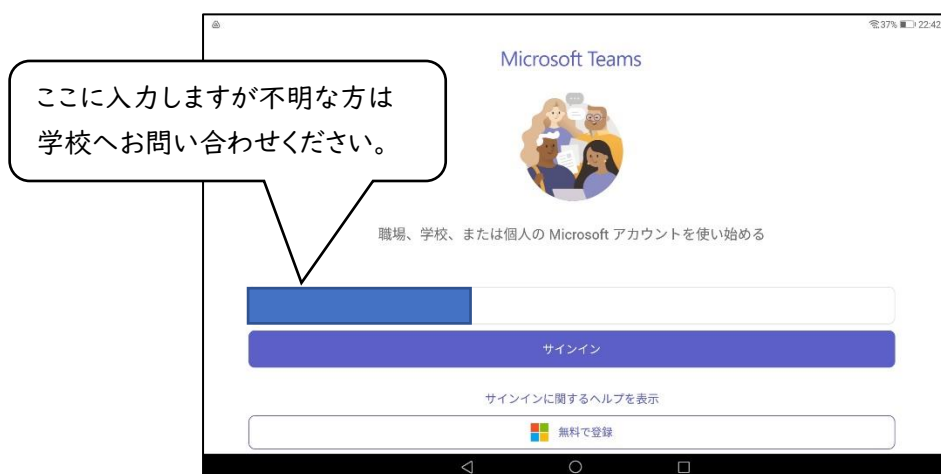 37% 22:42
Microsoft Teams
ここに入力しますが不明な方は
学校へお問い合わせください。
職場、学校、または個人の Microsoft アカウントを使い始める
サインイン
サインインに関するヘルプを表示
無料で登録